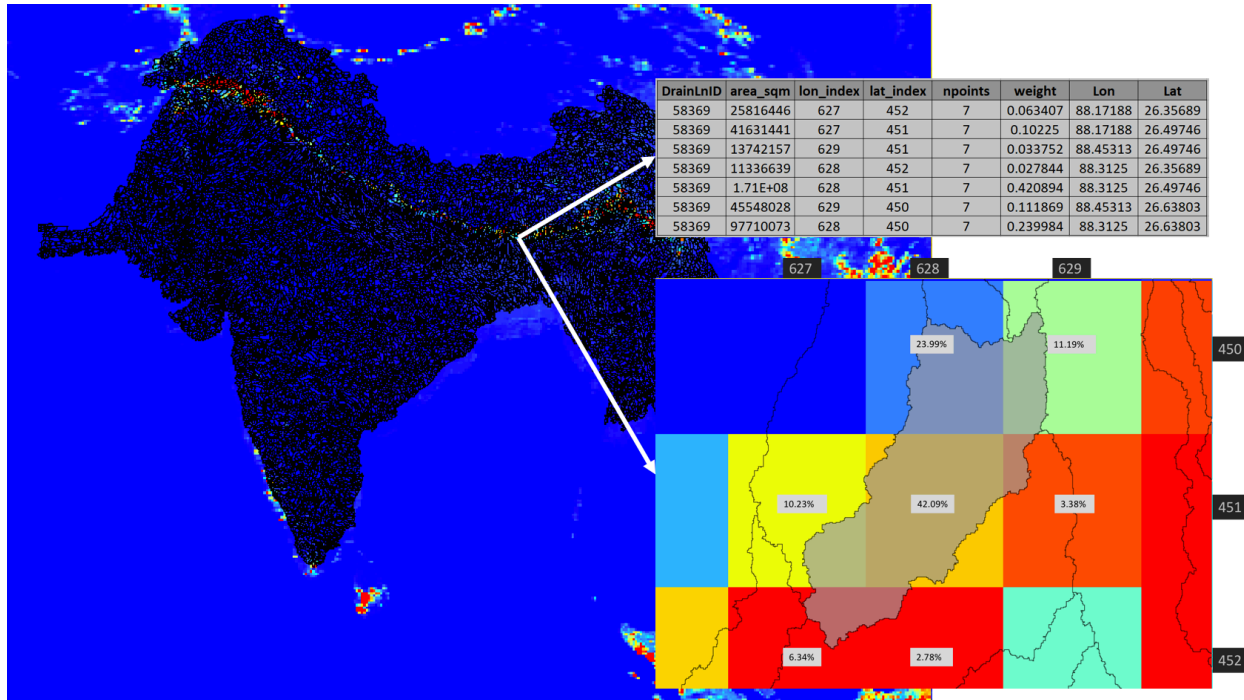 DrainLnID area_sqm lon_index lat_index npoints weight Lon Lat
58369 25816446 627 452 7 0.063407 88.17188 26.35689
58369 41631441 627 451 7 0.10225 88.17188 26.49746
58369 13742157 629 451 7 0.033752 88.45313 26.49746
58369 11336639 628 452 7 0.027844 88.3125 26.35689
58369 1.71E+08 628 451 7 0.420894 88.3125 26.49746
58369 45548028 629 450 7 0.111869 88.45313 26.63803
58369 97710073 628 450 7 0.239984 88.3125 26.63803
627 628 629
23.99% 11.19% 450
10.23% 42.09% 3.38% 451
6.34% 2.78% 452